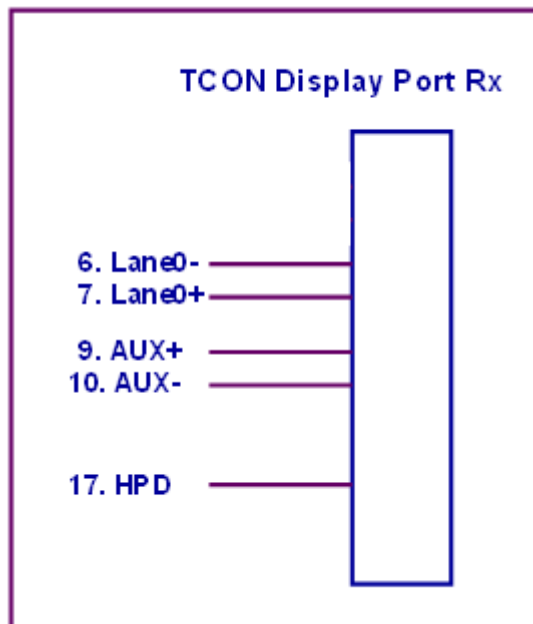 TCON Display Port Rx
6. Lane0-
7. Lane0+
9. AUX+
10. AUX-
17. HPD